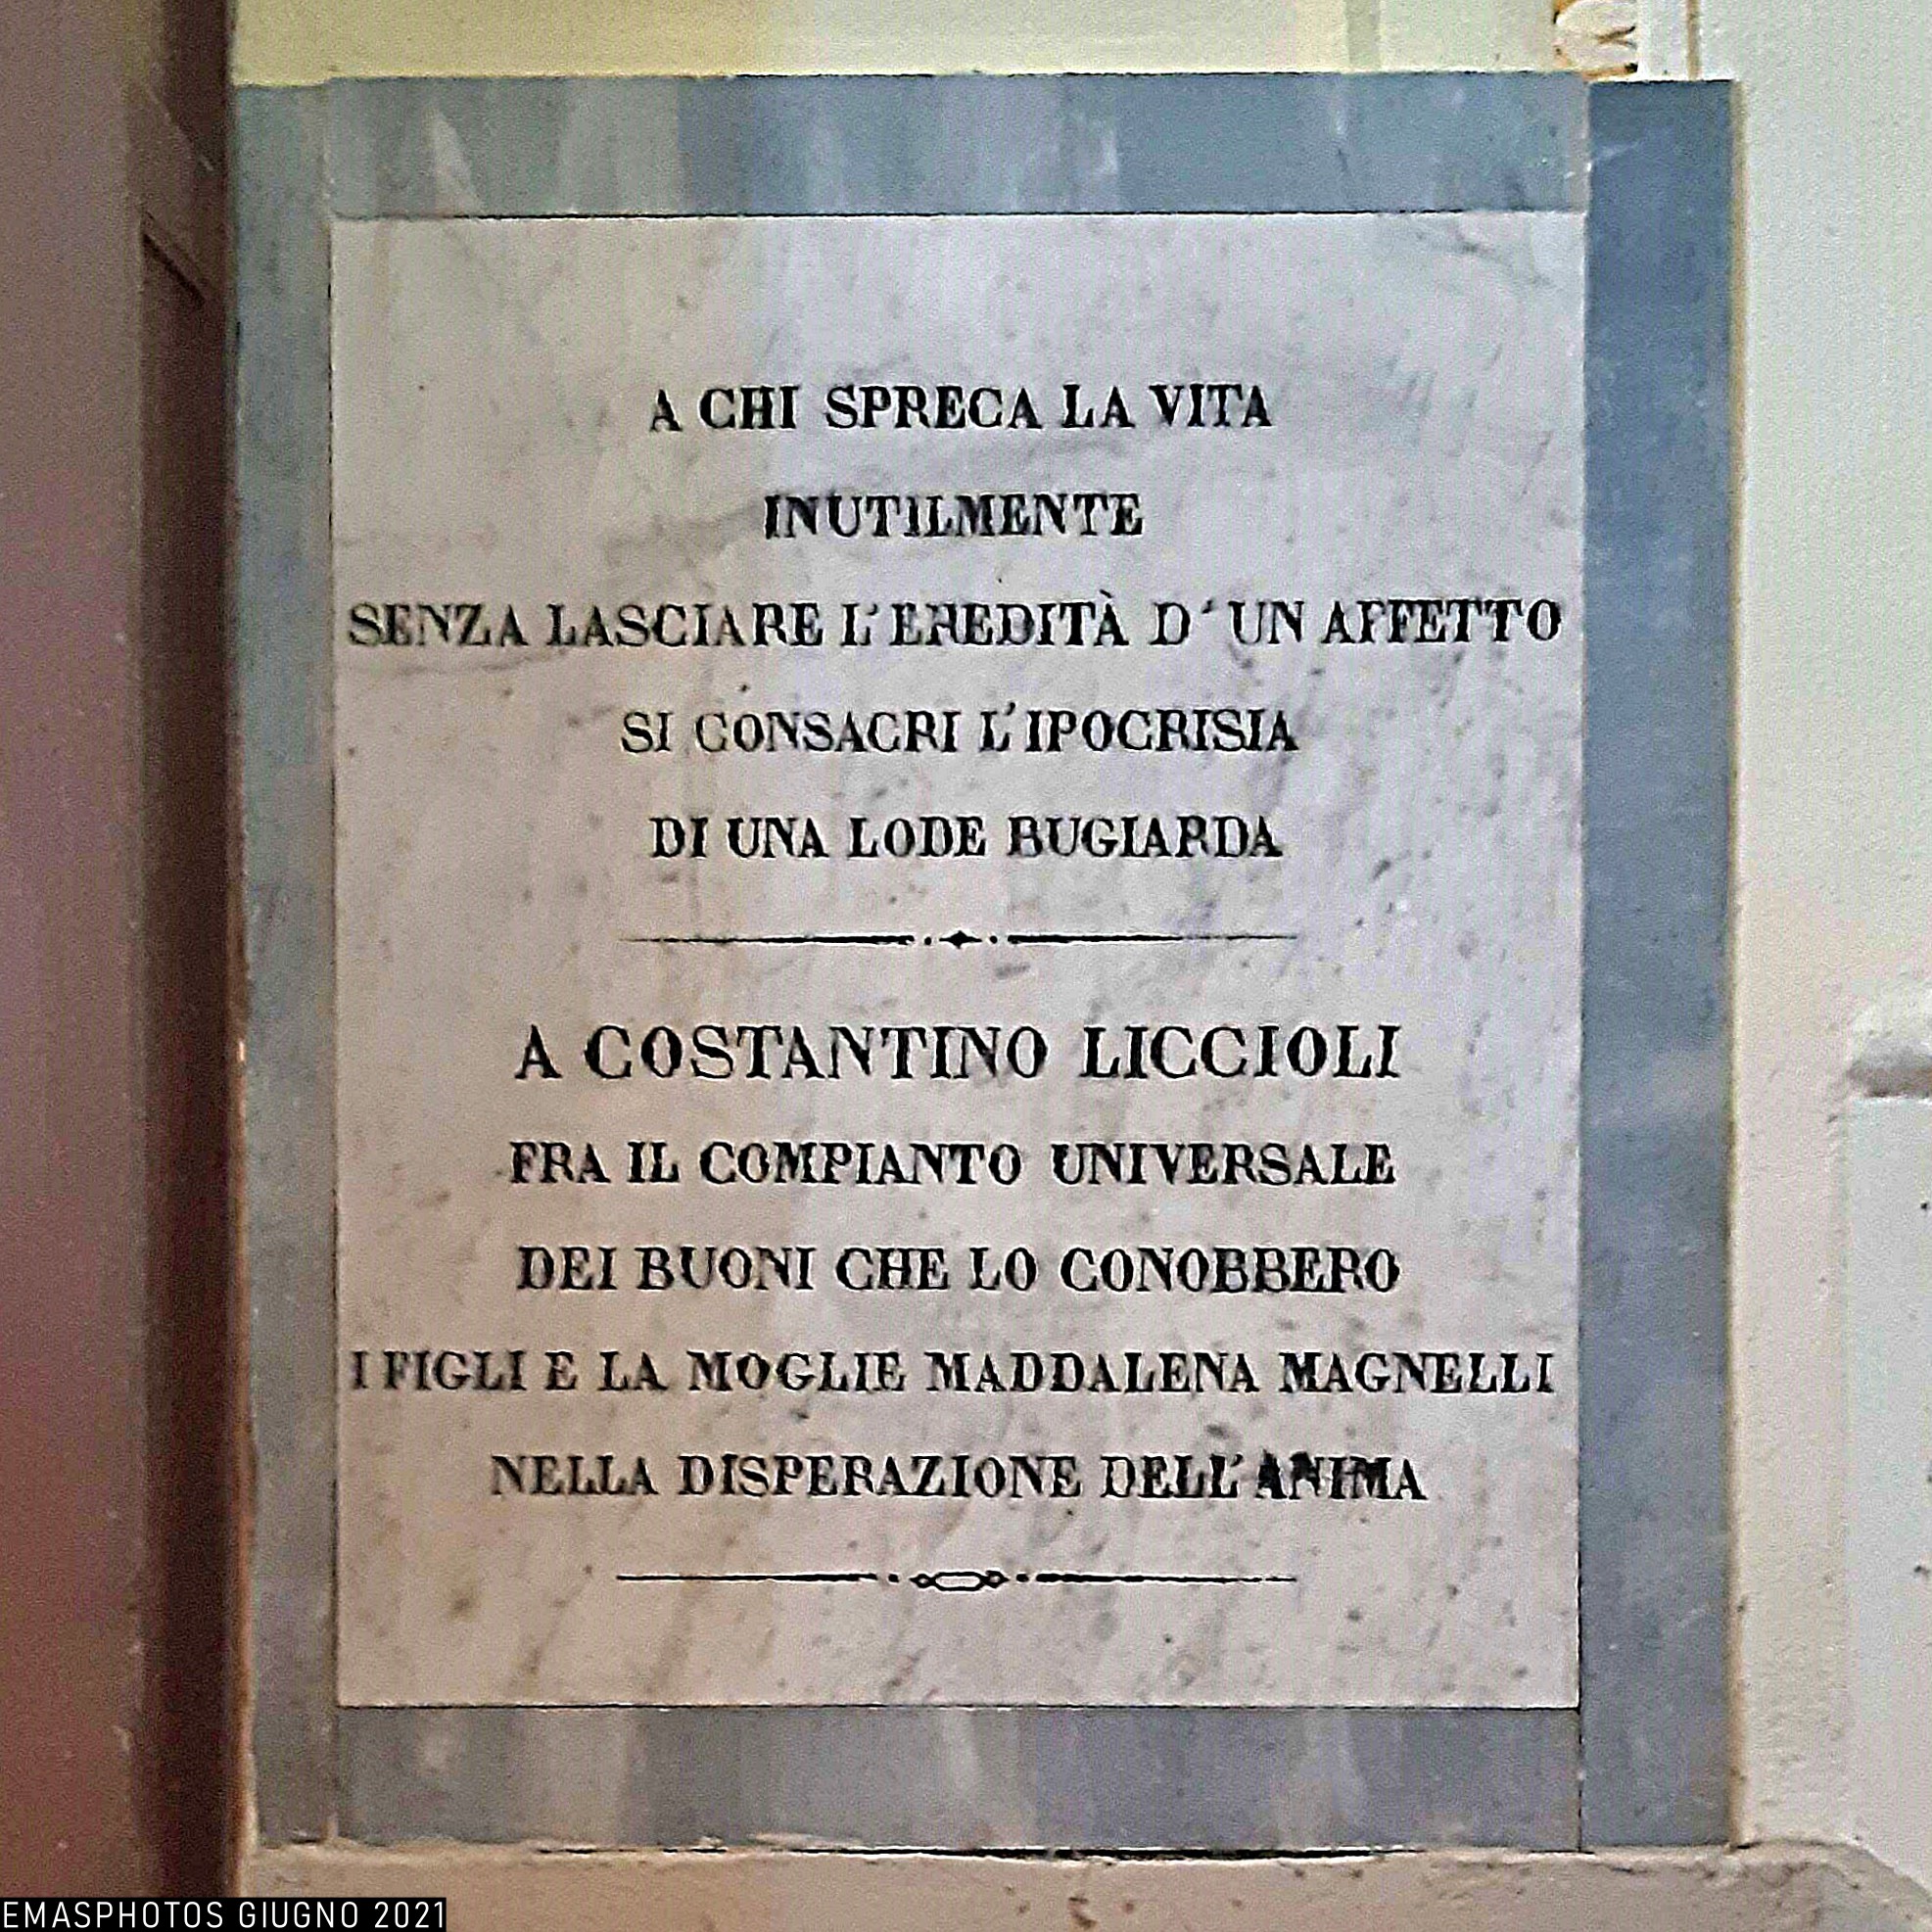 A CHI SPRECA LA VITA
INUTILMENTE
SENZA LASCIARE L'EREDITÀ D'UN AFFETTO
SI CONSACRI L'IPOCRISIA
DI UNA LODE BUGIARDA
A COSTANTINO LICCIOLI
FRA IL COMPIANTO UNIVERSALE
DEI BUONI CHE LO CONOBBERO
I FIGLI E LA MOGLIE MADDALENA MAGNELLI
NELLA DISPERAZIONE DELL'ANIMA
EMASPHOTOS GIUGNO 2021